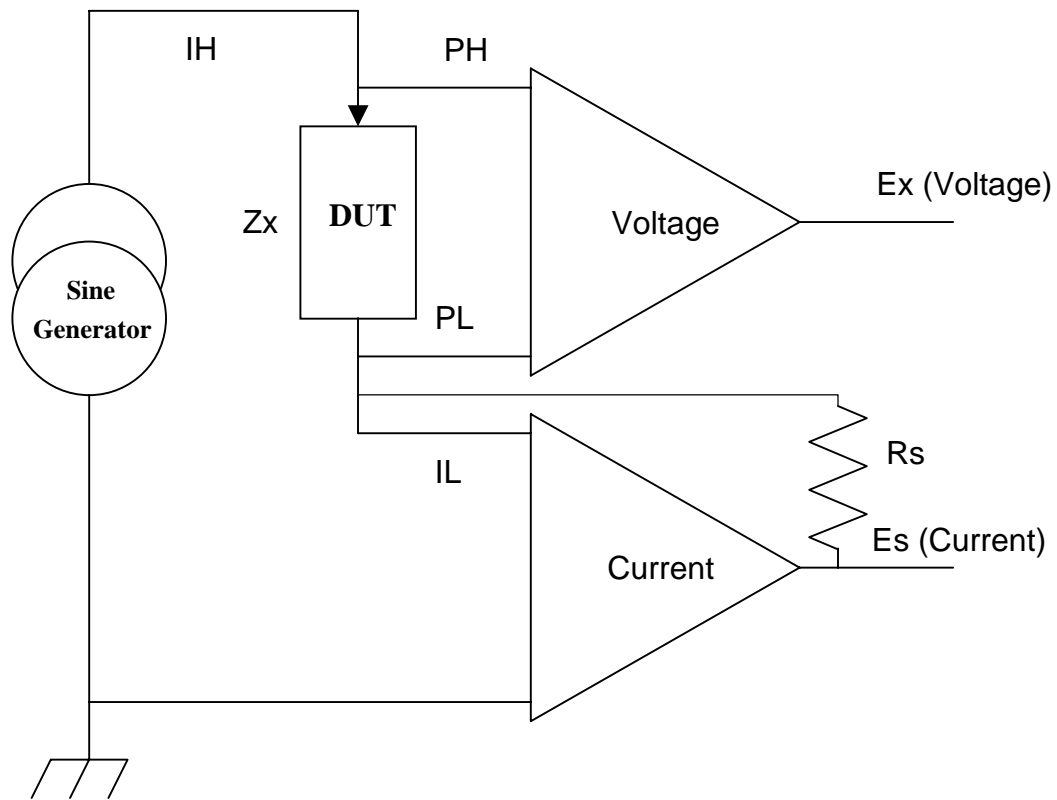 IH
PH
Ex (Voltage)
Zx
DUT
Voltage
Sine
Generator
PL
IL
Rs
Es (Current)
Current